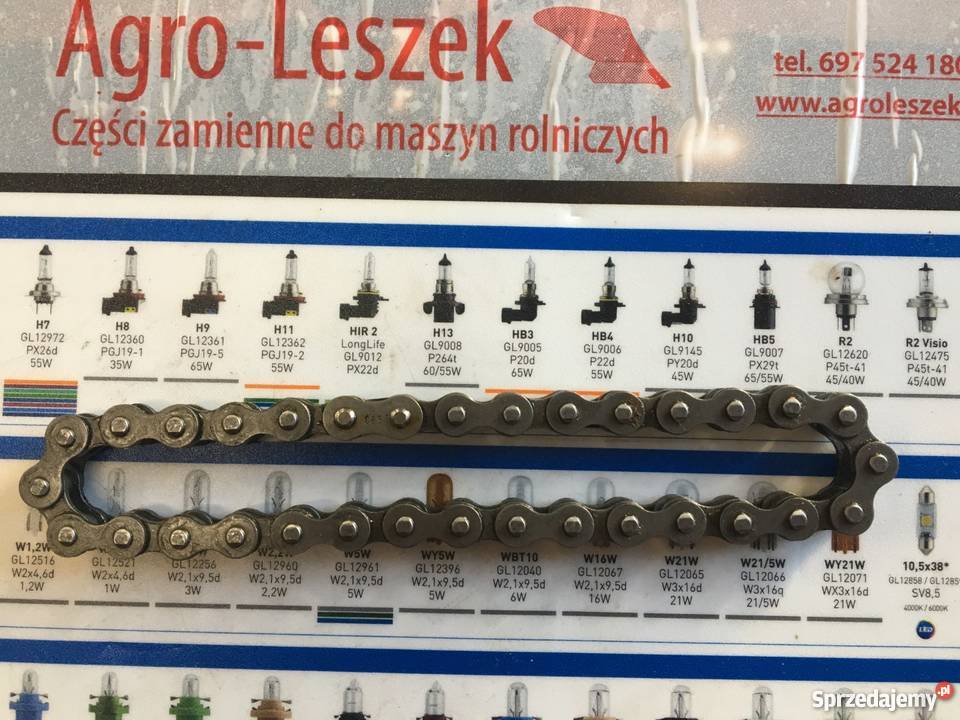 Agro-Leszek
Części zamienne do maszyn rolniczych
tel. 697 524 180
www.agroleszek
H7
GL12972
PX26d
55W
H8
GL12360
PGJ19-1
35W
H9
GL12361
PGJ19-5
65W
H11
GL12362
PGJ19-2
55W
HIR 2
LongLife
GL9012
PX22d
H13
GL9008
P264t
60/55W
HB3
GL9005
P20d
65W
HB4
GL9006
P22d
55W
H10
GL9145
PY20d
45W
HB5
GL9007
PX29t
65/55W
R2
GL12620
P45t-41
45/40W
R2 Visio
GL12475
P45t-41
45/40W
W1,2W
GL12516
W2x4,6d
1,2W
GL12521
W2x4,6d
1W
GL12256
W2,1x9,5d
3W
W2,2W
GL12960
W2,1x9,5d
2,2W
W5W
GL12961
W2,1x9,5d
5W
WY5W
GL12396
W2,1x9,5d
5W
WBT10
GL12040
W2,1x9,5d
6W
W16W
GL12067
W2,1x9,5d
16W
W21W
GL12065
W3x16d
21W
W21/5W
GL12066
W3x16q
21/5W
WY21W
GL12071
WX3x16d
21W
10,5x38*
GL12858 / GL1285
SV8,5
4000K / 6000K
LED
Sprzedajemy.pl